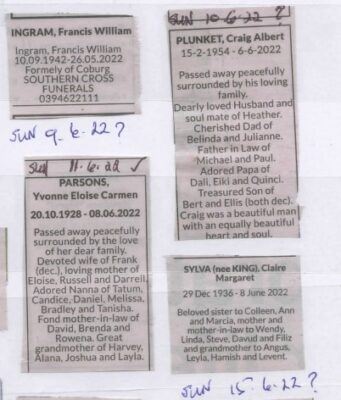 INGRAM, Francis William
Ingram, Francis William
10.09.1942-26.05.2022
Formely of Coburg
SOUTHERN CROSS
FUNERALS
0394622111
SUN 9.6.22?
SUN 10-6-22?
PLUNKET, Craig Albert
15-2-1954 - 6-6-2022
Passed away peacefully
surrounded by his loving
family.
Dearly loved Husband and
soul mate of Heather.
Cherished Dad of
Belinda and Julianne.
Father in Law of
Michael and Paul.
Adored Papa of
Dali, Eiki and Quinci.
Treasured Son of
Bert and Ellis (both dec).
Craig was a beautiful man
with an equally beautiful
heart and soul.
SUN 11.6.22 ✓
PARSONS,
Yvonne Eloise Carmen
20.10.1928 - 08.06.2022
Passed away peacefully
surrounded by the love
of her dear family.
Devoted wife of Frank
(dec.), loving mother of
Eloise, Russell and Darrell.
Adored Nanna of Tatum,
Candice, Daniel, Melissa,
Bradley and Tanisha.
Fond mother-in-law of
David, Brenda and
Rowena. Great
grandmother of Harvey,
Alana, Joshua and Layla.
SYLVA (nee KING), Claire
Margaret
29 Dec 1936 - 8 June 2022
Beloved sister to Colleen, Ann
and Marcia, mother and
mother-in-law to Wendy,
Linda, Steve, Davud and Filiz
and grandmother to Angus,
Leyla, Hamish and Levent.
SUN 15.6.22?